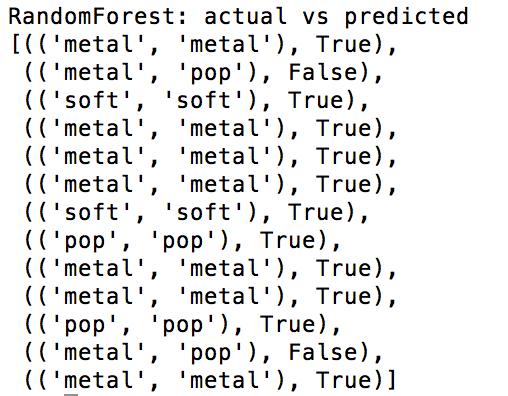 RandomForest: actual vs predicted
[(('metal', 'metal'), True),
(('metal', 'pop'), False),
(('soft', 'soft'), True),
(('metal', 'metal'), True),
(('metal', 'metal'), True),
(('metal', 'metal'), True),
(('soft', 'soft'), True),
(('pop', 'pop'), True),
(('metal', 'metal'), True),
(('metal', 'metal'), True),
(('pop', 'pop'), True),
(('metal', 'pop'), False),
(('metal', 'metal'), True)]